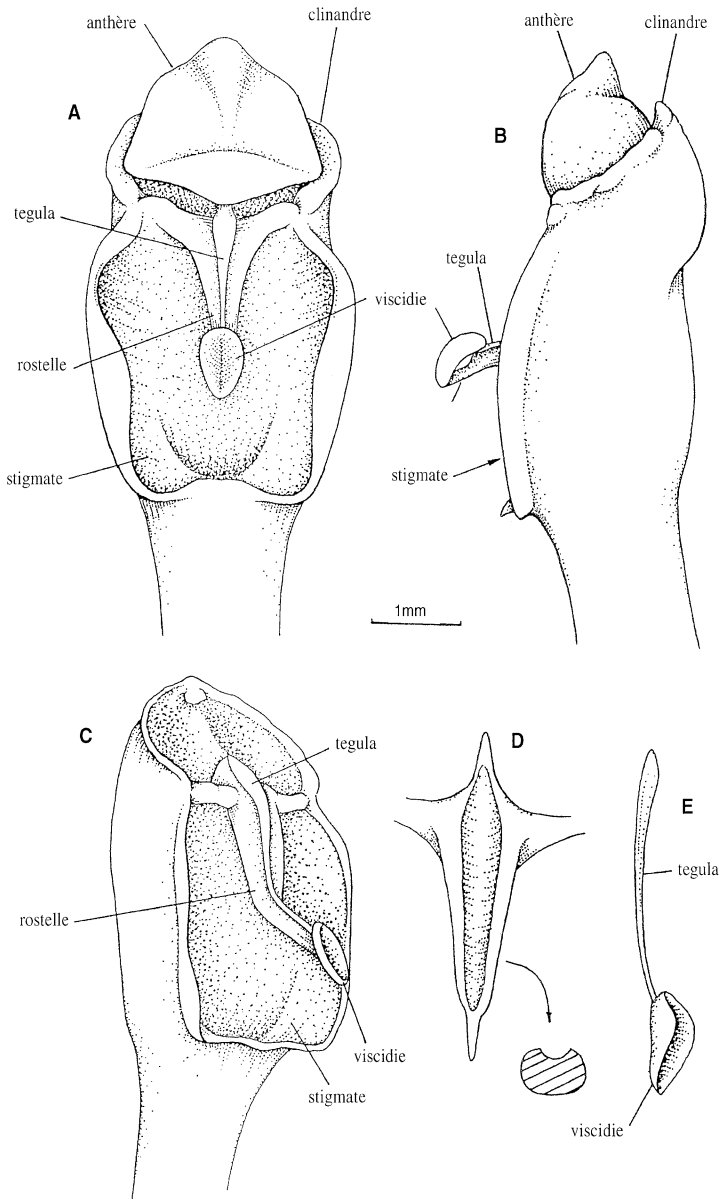 anthère
clinandre
A
tegula
viscidie
rostelle
stigmate
anthère
clinandre
B
tegula
stigmate
1mm
C
tegula
rostelle
viscidie
stigmate
D
E
tegula
viscidie